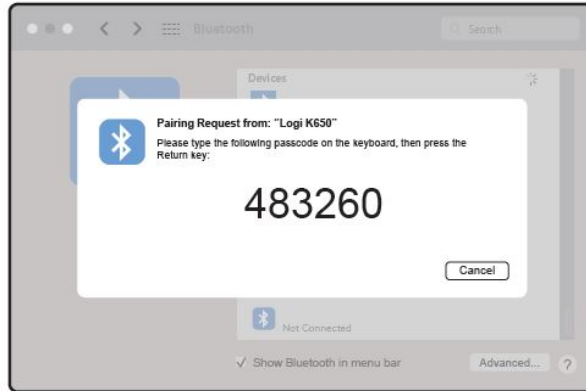 Bluetooth
Search
Devices
Pairing Request from: "Logi K650"
Please type the following passcode on the keyboard, then press the
Return key:
483260
Cancel
Not Connected
✓ Show Bluetooth in menu bar
Advanced...
?